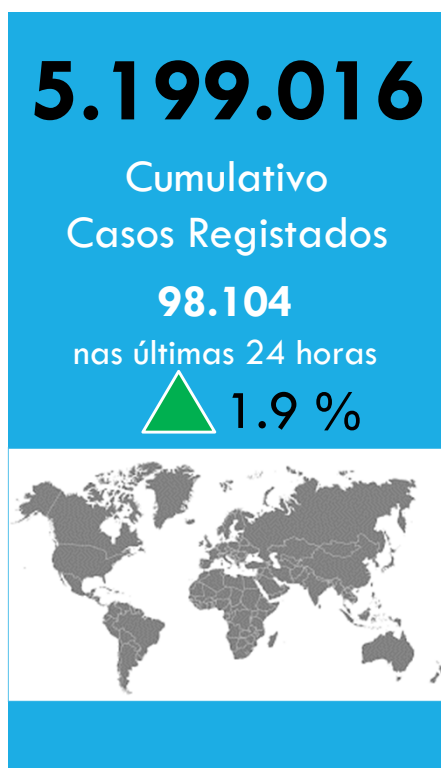 5.199.016
Cumulativo
Casos Registados
98.104
nas últimas 24 horas
1.9 %